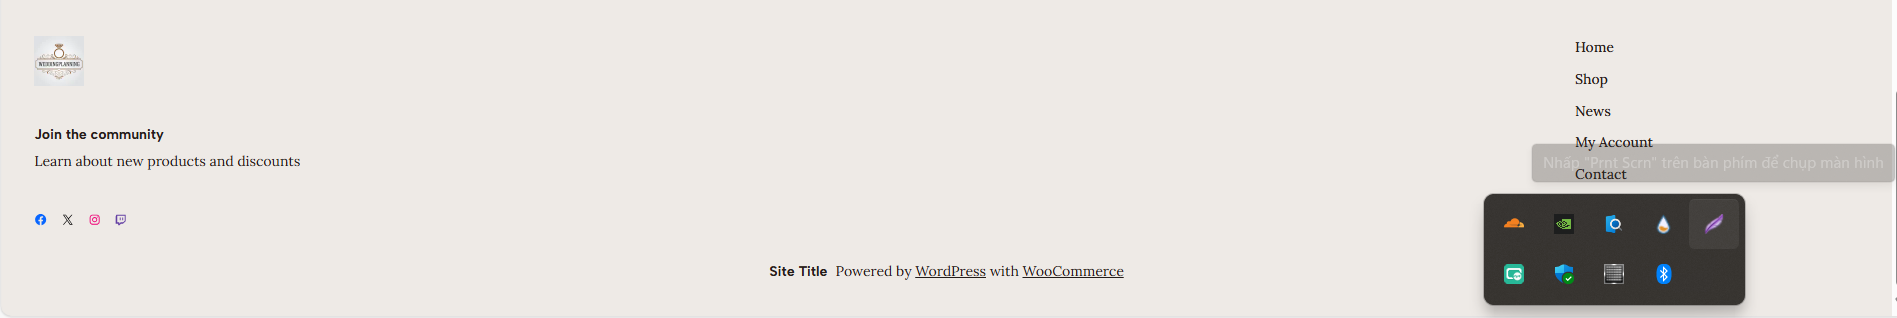 WEDDINGPLANNING
Join the community
Learn about new products and discounts
Home
Shop
News
My Account
Nhấp "Prnt Scrn" trên bàn phím để chụp màn hình
Contact
Site Title Powered by WordPress with WooCommerce